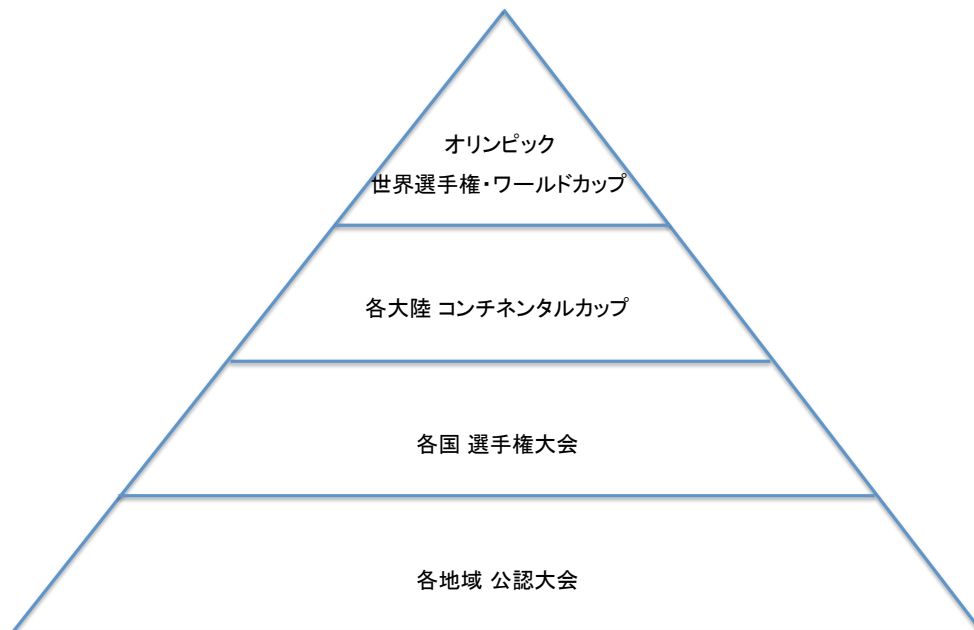 オリンピック
世界選手権・ワールドカップ
各大陸 コンチネンタルカップ
各国 選手権大会
各地域 公認大会